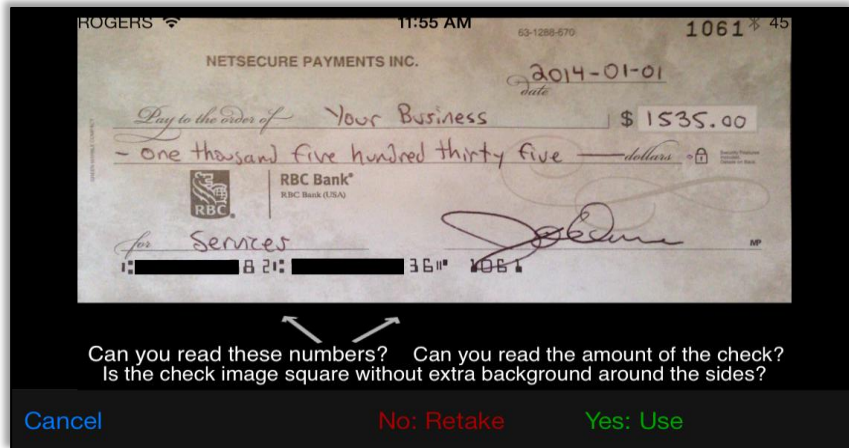 ROGERS 11:55 AM 45
63-1286-670 1061
NETSECURE PAYMENTS INC.
2014-01-01
date
Pay to the order of Your Business $ 1535.00
- one thousand five hundred thirty five — dollars
RBC Bank
RBC Bank (USA)
RBC
for Services MP
8 2 36 1061
Can you read these numbers? Can you read the amount of the check?
Is the check image square without extra background around the sides?
Cancel No: Retake Yes: Use